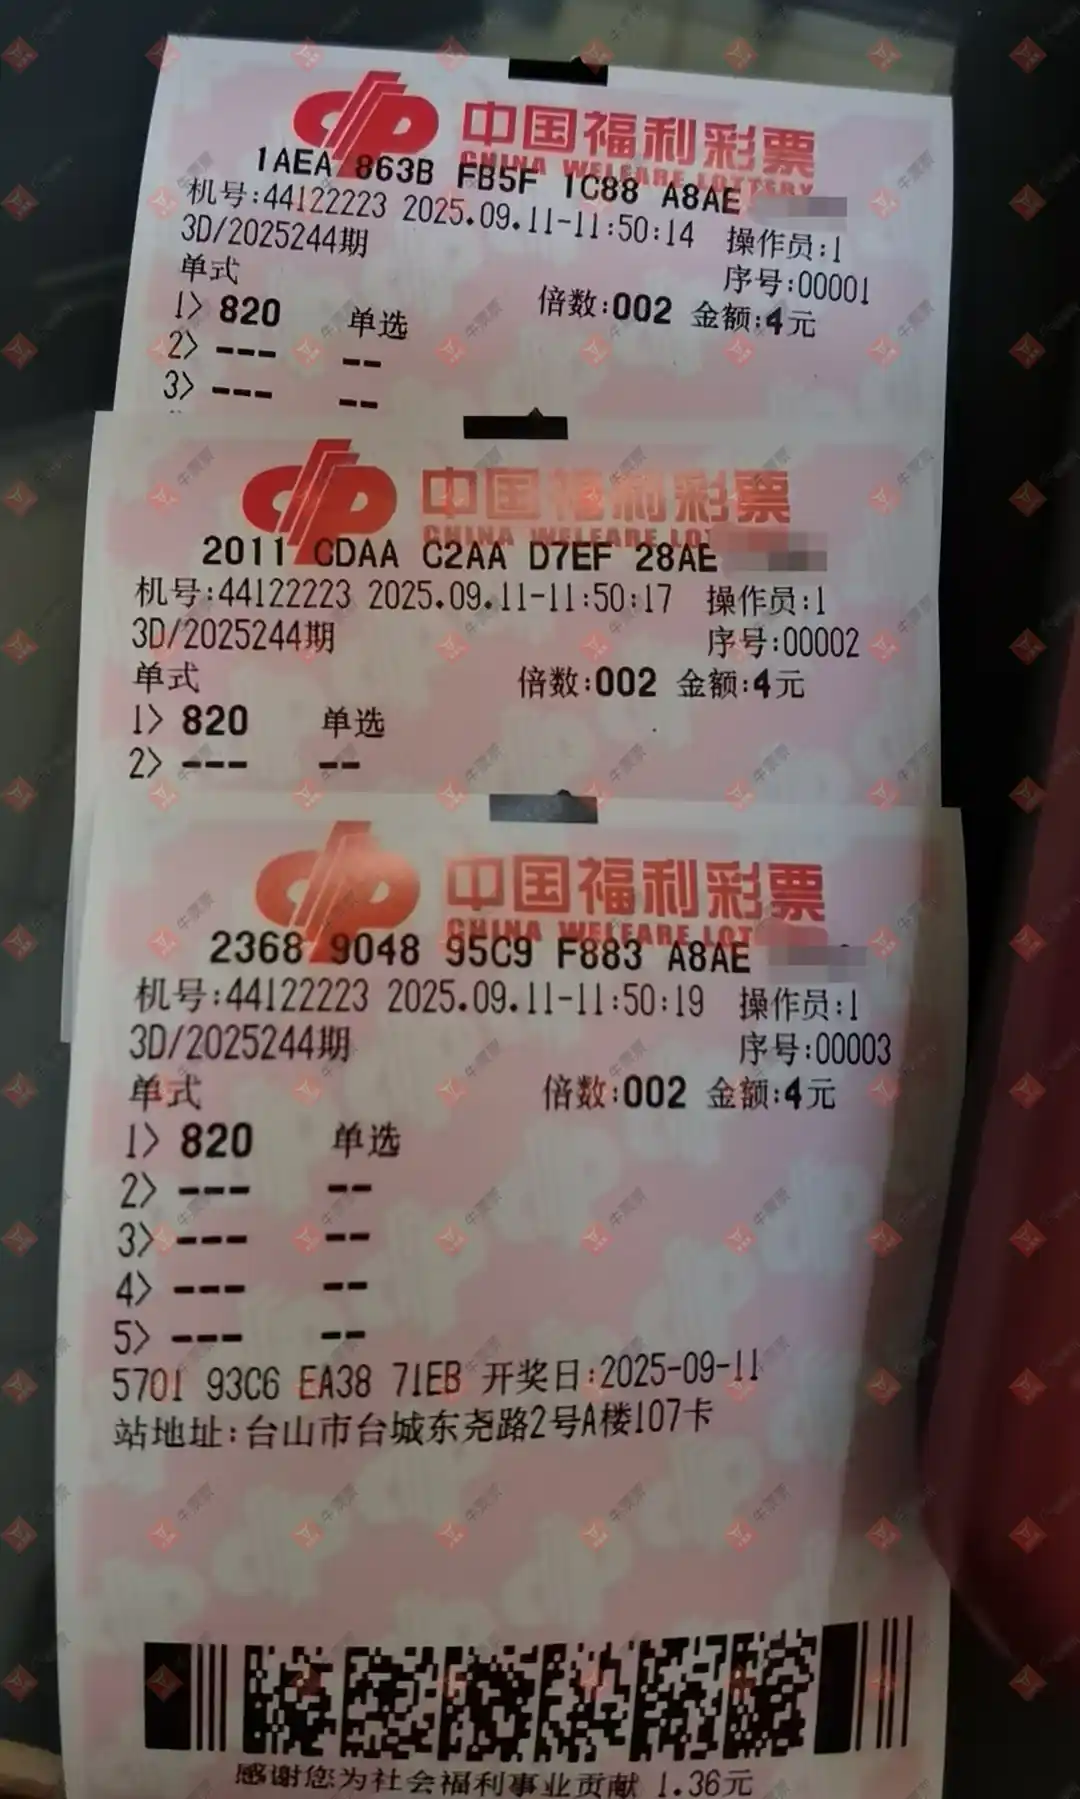 中国福利彩票
CHINA WELFARE LOTTERY
1AEA 863B FB5F 1C88 A8AE
机号:44122223 2025.09.11-11:50:14 操作员:1
3D/2025244期 序号:00001
单式 倍数:002 金额:4元
1> 820 单选
2> --- --
3> --- --
中国福利彩票
CHINA WELFARE LOT
2011 CDAA C2AA D7EF 28AE
机号:44122223 2025.09.11-11:50:17 操作员:1
3D/2025244期 序号:00002
单式 倍数:002 金额:4元
1> 820 单选
2> --- --
中国福利彩票
CHINA WELFARE LOT
2368 9048 95C9 F883 A8AE
机号:44122223 2025.09.11-11:50:19 操作员:1
3D/2025244期 序号:00003
单式 倍数:002 金额:4元
1> 820 单选
2> --- --
3> --- --
4> --- --
5> --- --
5701 93C6 EA38 71EB 开奖日:2025-09-11
站地址:台山市台城东尧路2号A楼107卡
感谢您为社会福利事业贡献 1.36元